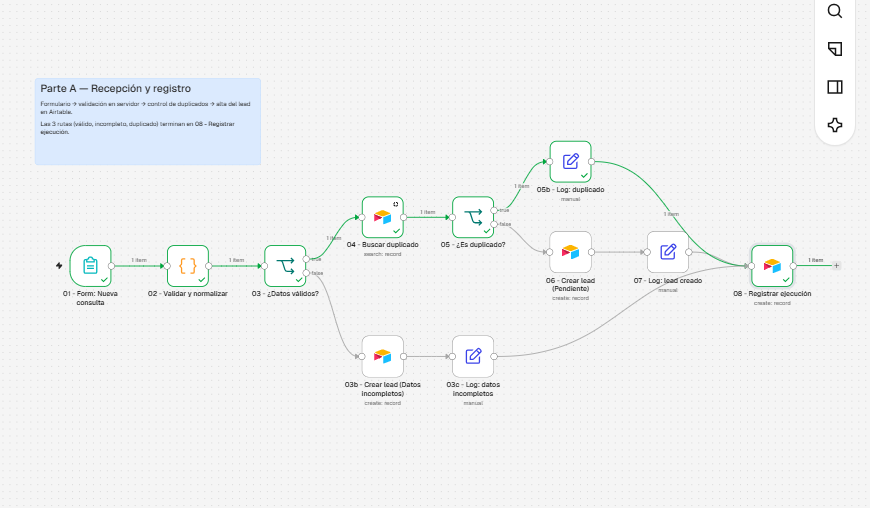 Parte A — Recepción y registro
Formulario → validación en servidor → control de duplicados → alta del lead
en Airtable.
Las 3 rutas (válido, incompleto, duplicado) terminan en 08 - Registrar
ejecución.
1 item
05b - Log: duplicado
manual
1 item
04 - Buscar duplicado
search: record
1 item
true
false
05 - ¿Es duplicado?
1 item
1 item
01 - Form: Nueva
consulta
1 item
02 - Validar y normalizar
1 item
true
false
03 - ¿Datos válidos?
06 - Crear lead
(Pendiente)
create: record
07 - Log: lead creado
manual
08 - Registrar ejecución
create: record
1 item
03b - Crear lead (Datos
incompletos)
create: record
03c - Log: datos
incompletos
manual